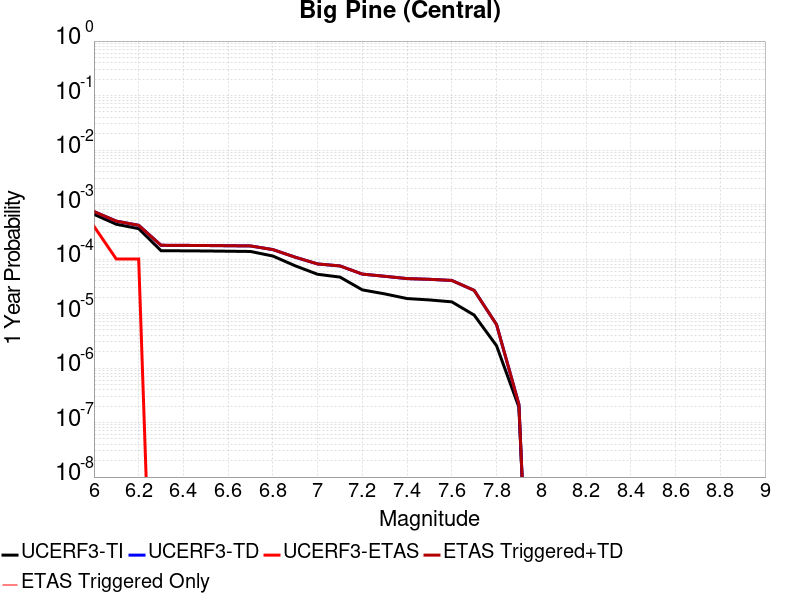 Big Pine (Central)
10^0
10^-1
10^-2
10^-3
10^-4
10^-5
10^-6
10^-7
10^-8
1 Year Probability
6 6.2 6.4 6.6 6.8 7 7.2 7.4 7.6 7.8 8 8.2 8.4 8.6 8.8 9
Magnitude
UCERF3-TI UCERF3-TD UCERF3-ETAS ETAS Triggered+TD
ETAS Triggered Only